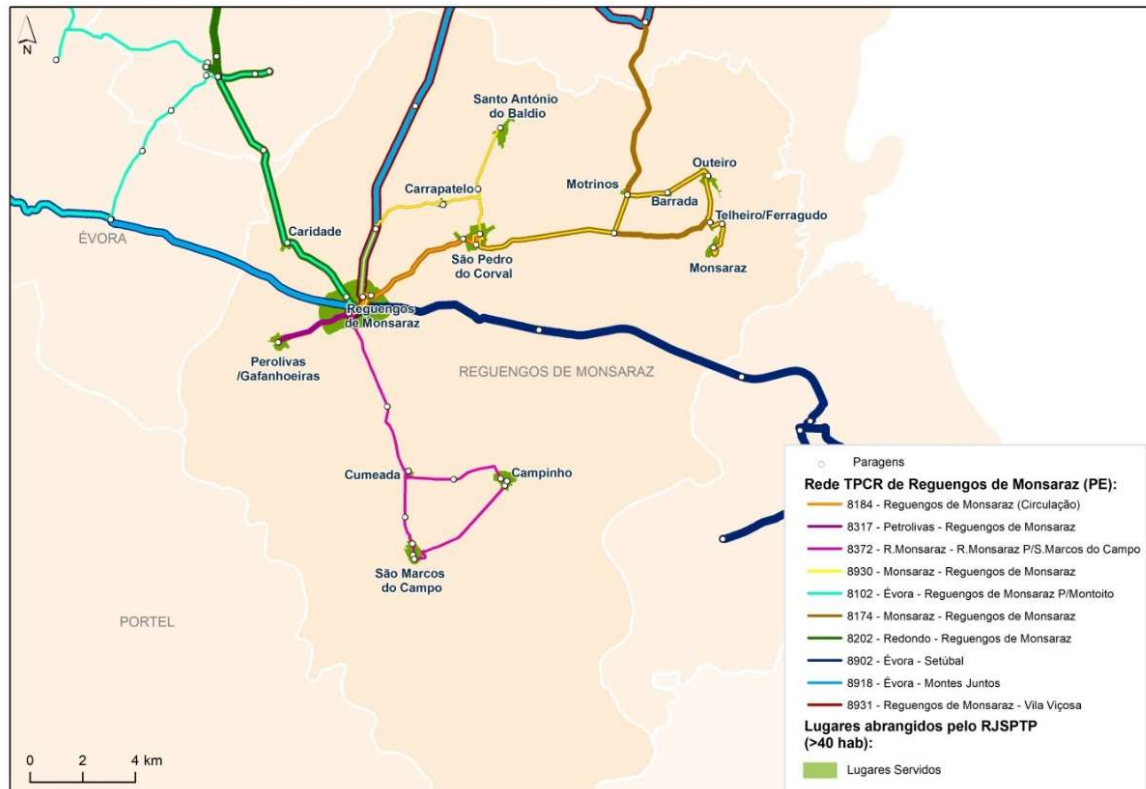 N
Santo António
do Baldio
Outeiro
Motrinos
Carrapatelo
Barrada
Telheiro/Ferragudo
Caridade
ÉVORA
São Pedro
do Corval
Monsaraz
Reguengos
de Monsaraz
Perolivas
/Gafanhoeiras
REGUENGOS DE MONSARAZ
Cumeada
Campinho
São Marcos
do Campo
PORTEL
0 2 4 km
Paragens
Rede TPCR de Reguengos de Monsaraz (PE):
8184 - Reguengos de Monsaraz (Circulação)
8317 - Petrolivas - Reguengos de Monsaraz
8372 - R.Monsaraz - R.Monsaraz P/S.Marcos do Campo
8930 - Monsaraz - Reguengos de Monsaraz
8102 - Évora - Reguengos de Monsaraz P/Montoito
8174 - Monsaraz - Reguengos de Monsaraz
8202 - Redondo - Reguengos de Monsaraz
8902 - Évora - Setúbal
8918 - Évora - Montes Juntos
8931 - Reguengos de Monsaraz - Vila Viçosa
Lugares abrangidos pelo RJSPTP
(>40 hab):
Lugares Servidos